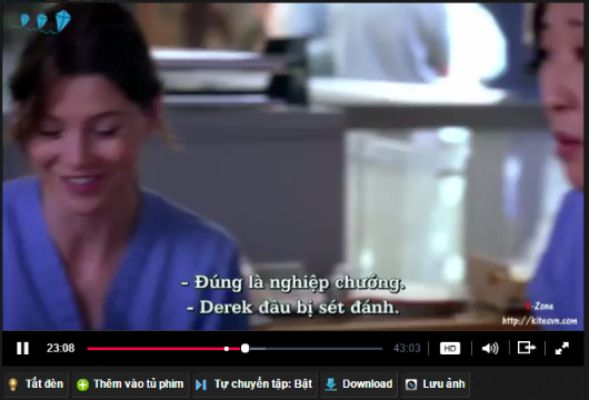 - Đúng là nghiệp chướng.
- Derek đâu bị sét đánh.
-Zone
http://kitesvn.com
23:08
43:03
HD
Tắt đèn
Thêm vào tủ phim
Tự chuyển tập: Bật
Download
Lưu ảnh